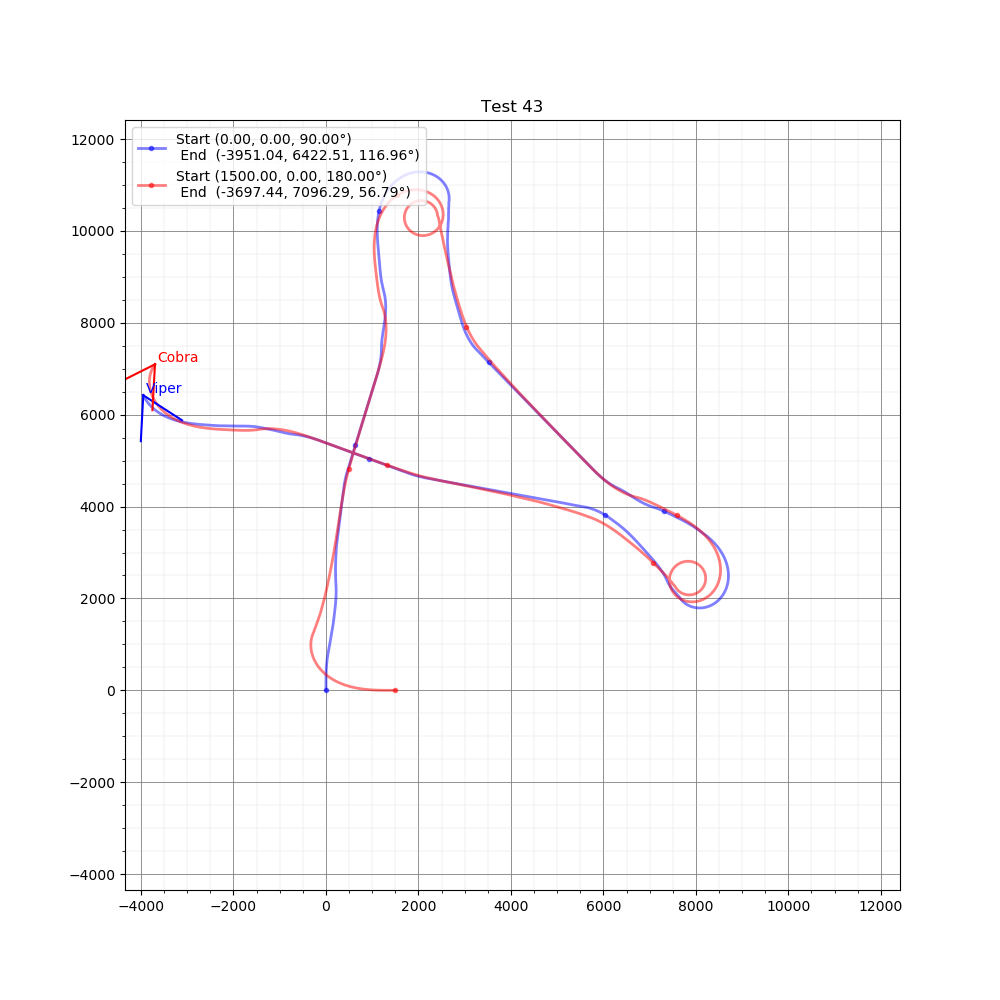 Test 43
Start (0.00, 0.00, 90.00°)
End (-3951.04, 6422.51, 116.96°)
Start (1500.00, 0.00, 180.00°)
End (-3697.44, 7096.29, 56.79°)
12000
10000
8000
6000
4000
2000
0
−2000
−4000
Cobra
Viper
−4000 −2000 0 2000 4000 6000 8000 10000 12000